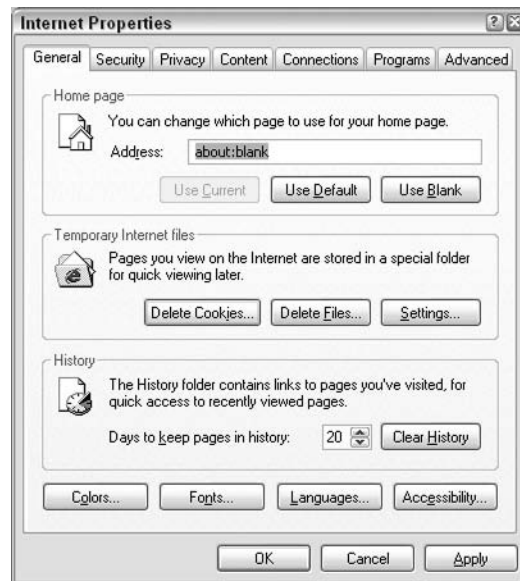 Internet Properties
General Security Privacy Content Connections Programs Advanced
Home page
You can change which page to use for your home page.
Address: about:blank
Use Current Use Default Use Blank
Temporary Internet files
Pages you view on the Internet are stored in a special folder
for quick viewing later.
Delete Cookies... Delete Files... Settings...
History
The History folder contains links to pages you've visited, for
quick access to recently viewed pages.
Days to keep pages in history: 20 Clear History
Colors... Fonts... Languages... Accessibility...
OK Cancel Apply